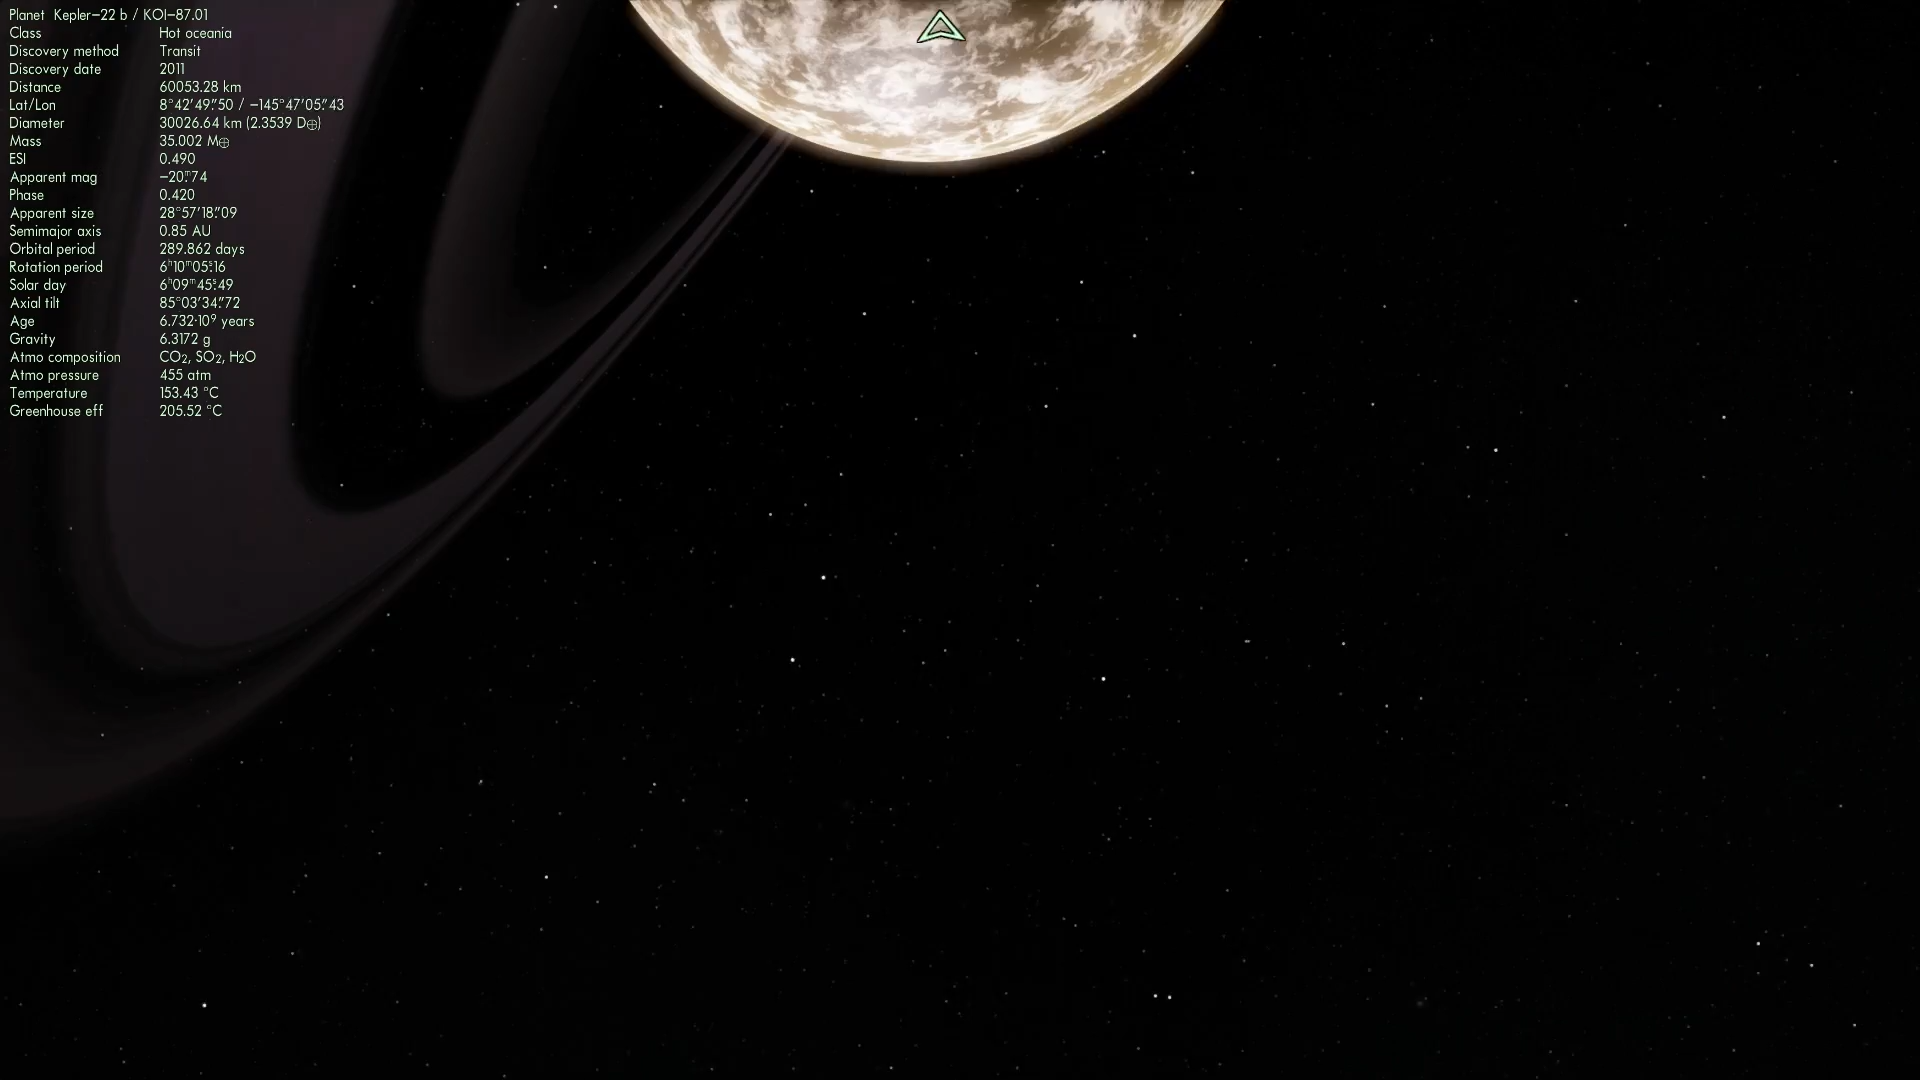 Planet Kepler-22 b / KOI-87.01
Class Hot oceania
Discovery method Transit
Discovery date 2011
Distance 60053.28 km
Lat/Lon 8°42'49."50 / -145°47'05."43
Diameter 30026.64 km (2.3539 D⊕)
Mass 35.002 M⊕
ESI 0.490
Apparent mag -20.ᵐ74
Phase 0.420
Apparent size 28°57'18."09
Semimajor axis 0.85 AU
Orbital period 289.862 days
Rotation period 6ʰ10ᵐ05.ˢ16
Solar day 6ʰ09ᵐ45.ˢ49
Axial tilt 85°03'34."72
Age 6.732·10⁹ years
Gravity 6.3172 g
Atmo composition CO₂, SO₂, H₂O
Atmo pressure 455 atm
Temperature 153.43 °C
Greenhouse eff 205.52 °C